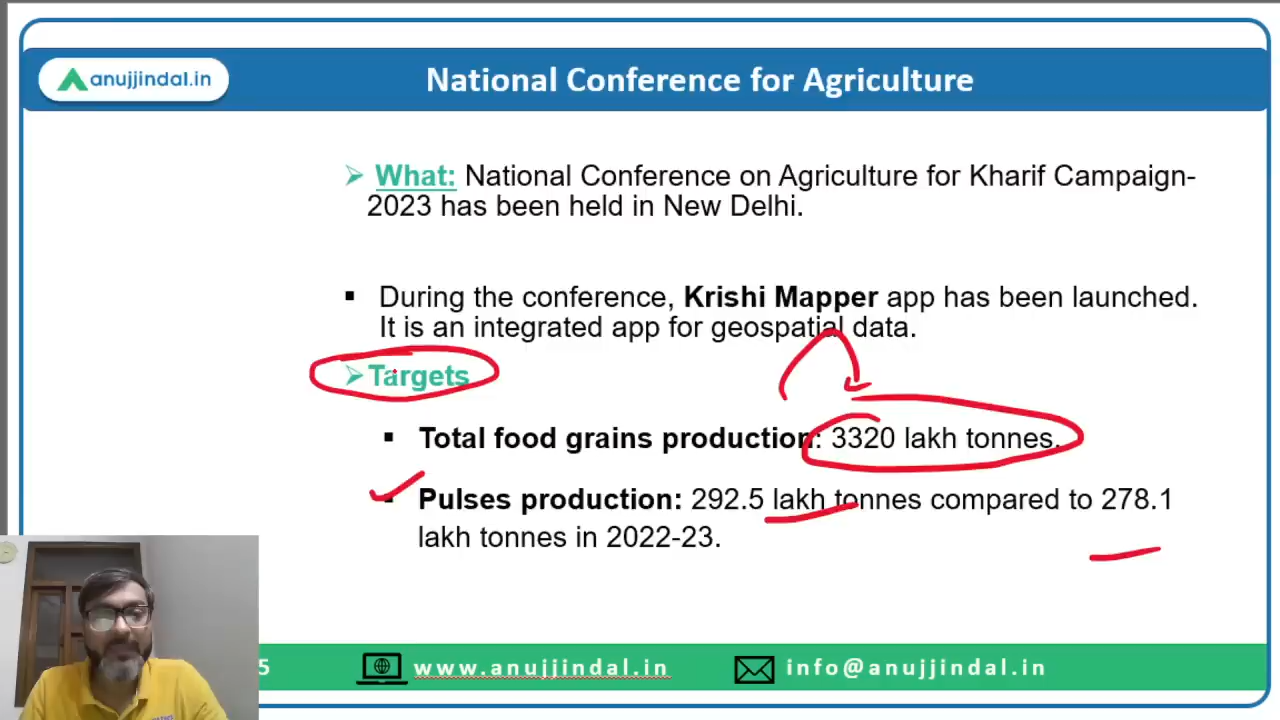 anujjindal.in
National Conference for Agriculture
What: National Conference on Agriculture for Kharif Campaign-
2023 has been held in New Delhi.
During the conference, Krishi Mapper app has been launched.
It is an integrated app for geospatial data.
Targets
Total food grains production: 3320 lakh tonnes.
Pulses production: 292.5 lakh tonnes compared to 278.1
lakh tonnes in 2022-23.
5 www.anujjindal.in info@anujjindal.in